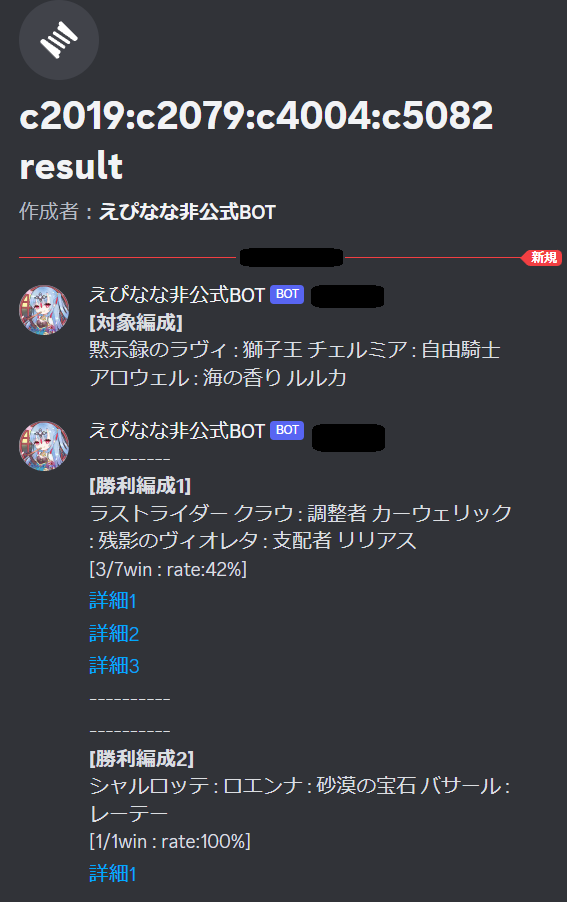 c2019:c2079:c4004:c5082
result
作成者：えぴなな非公式BOT
新規
えぴなな非公式BOT BOT
[対象編成]
黙示録のラヴィ : 獅子王 チェルミア : 自由騎士
アロウェル : 海の香り ルルカ
えぴなな非公式BOT BOT
----------
[勝利編成1]
ラストライダー クラウ : 調整者 カーウェリック
: 残影のヴィオレタ : 支配者 リリアス
[3/7win : rate:42%]
詳細1
詳細2
詳細3
----------
----------
[勝利編成2]
シャルロッテ : ロエンナ : 砂漠の宝石 バサール :
レーテー
[1/1win : rate:100%]
詳細1